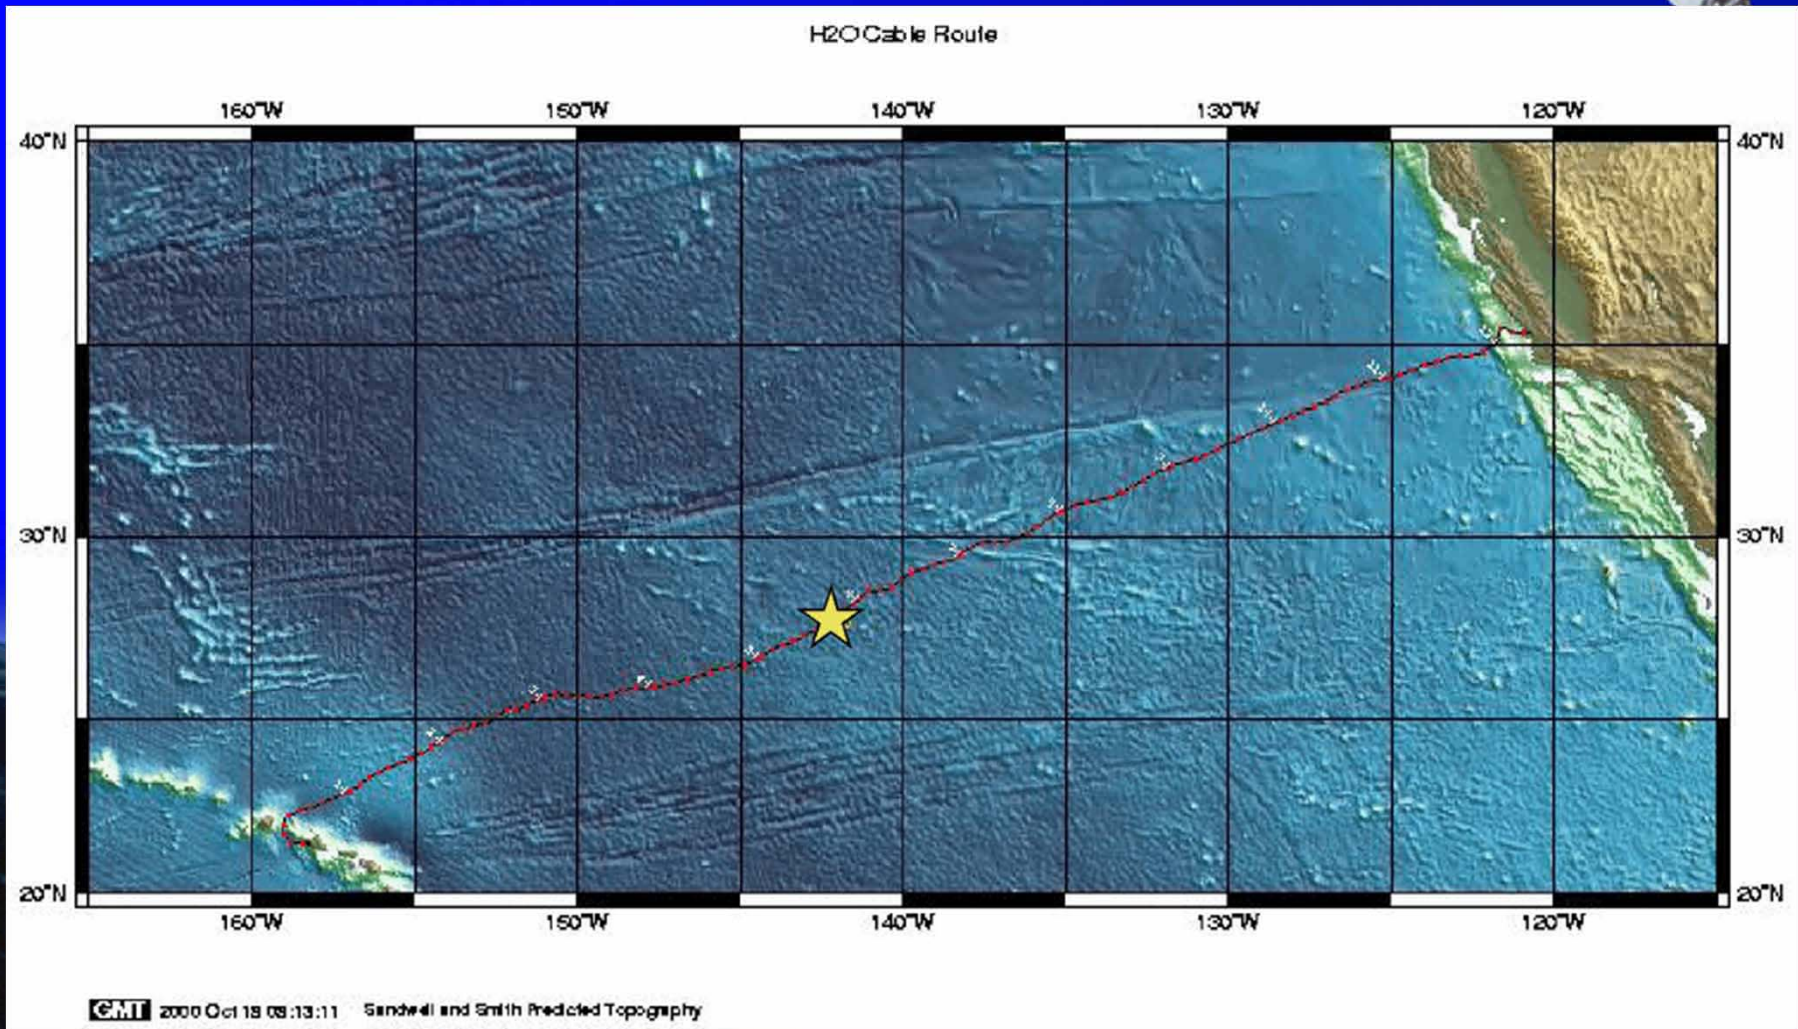 H2O Cable Route
160°W 150°W 140°W 130°W 120°W
40°N 40°N
30°N 30°N
20°N 20°N
160°W 150°W 140°W 130°W 120°W
GMT 2000 Oct 18 08:13:11 Sandwell and Smith Predicted Topography